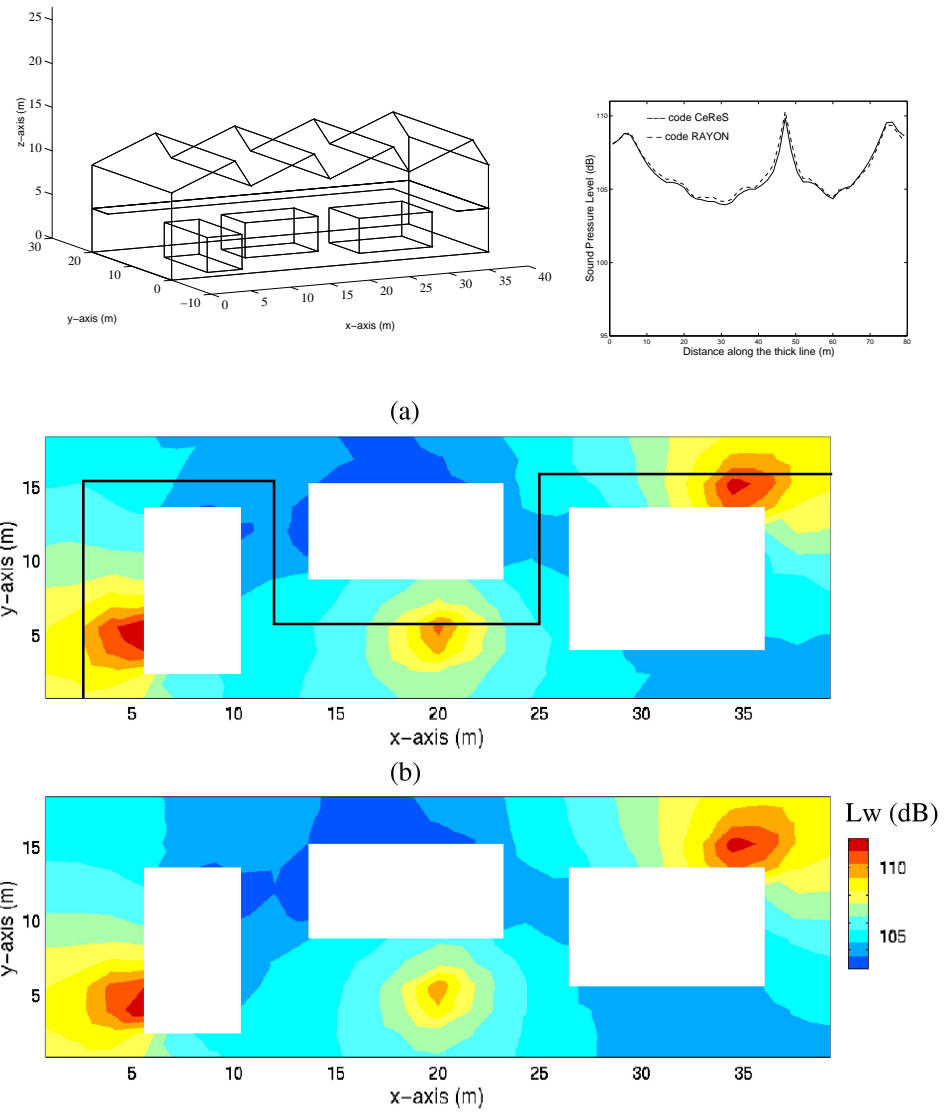 25
20
15
10
5
0
z−axis (m)
30
20
10
0
−10
y−axis (m)
0
5
10
15
20
25
30
35
40
x−axis (m)
110
105
100
95
Sound Pressure Level (dB)
code CeReS
code RAYON
0 10 20 30 40 50 60 70 80
Distance along the thick line (m)
(a)
15
10
5
y−axis (m)
5 10 15 20 25 30 35
x−axis (m)
(b)
15
10
5
y−axis (m)
5 10 15 20 25 30 35
x−axis (m)
Lw (dB)
110
105